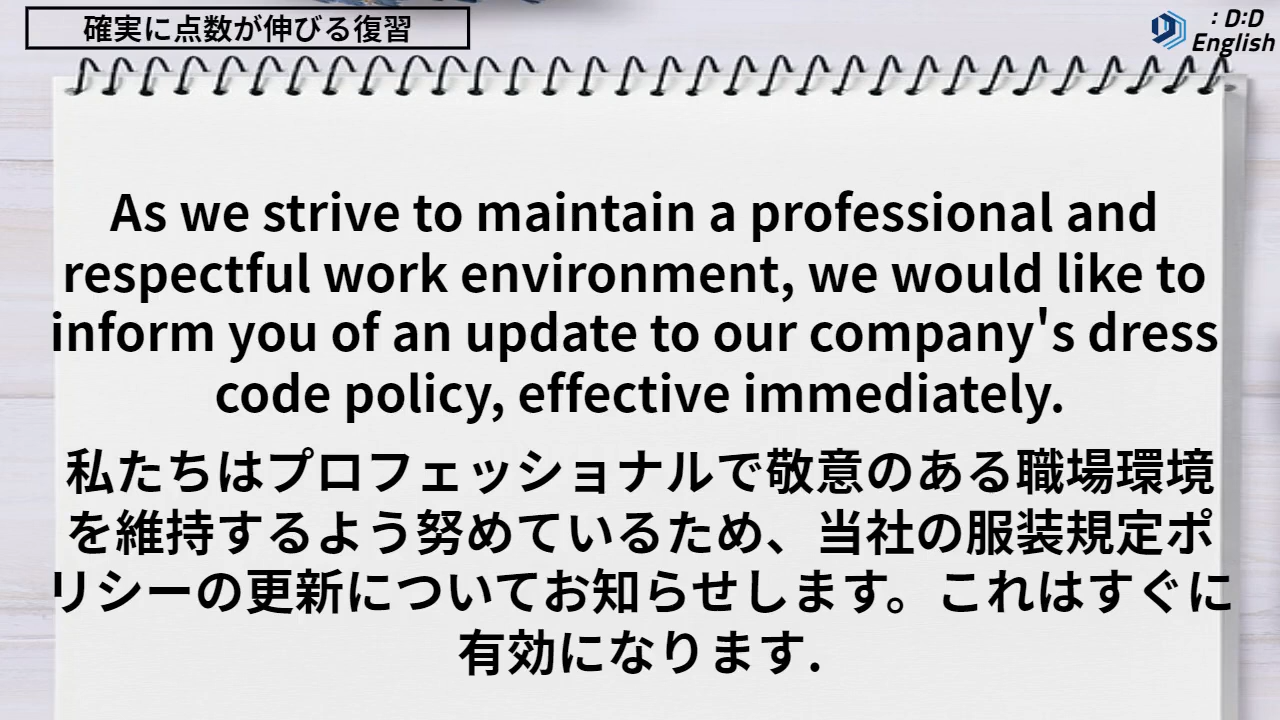 確実に点数が伸びる復習
: D:D
English
As we strive to maintain a professional and
respectful work environment, we would like to
inform you of an update to our company's dress
code policy, effective immediately.
私たちはプロフェッショナルで敬意のある職場環境
を維持するよう努めているため、当社の服装規定ポ
リシーの更新についてお知らせします。これはすぐに
有効になります.